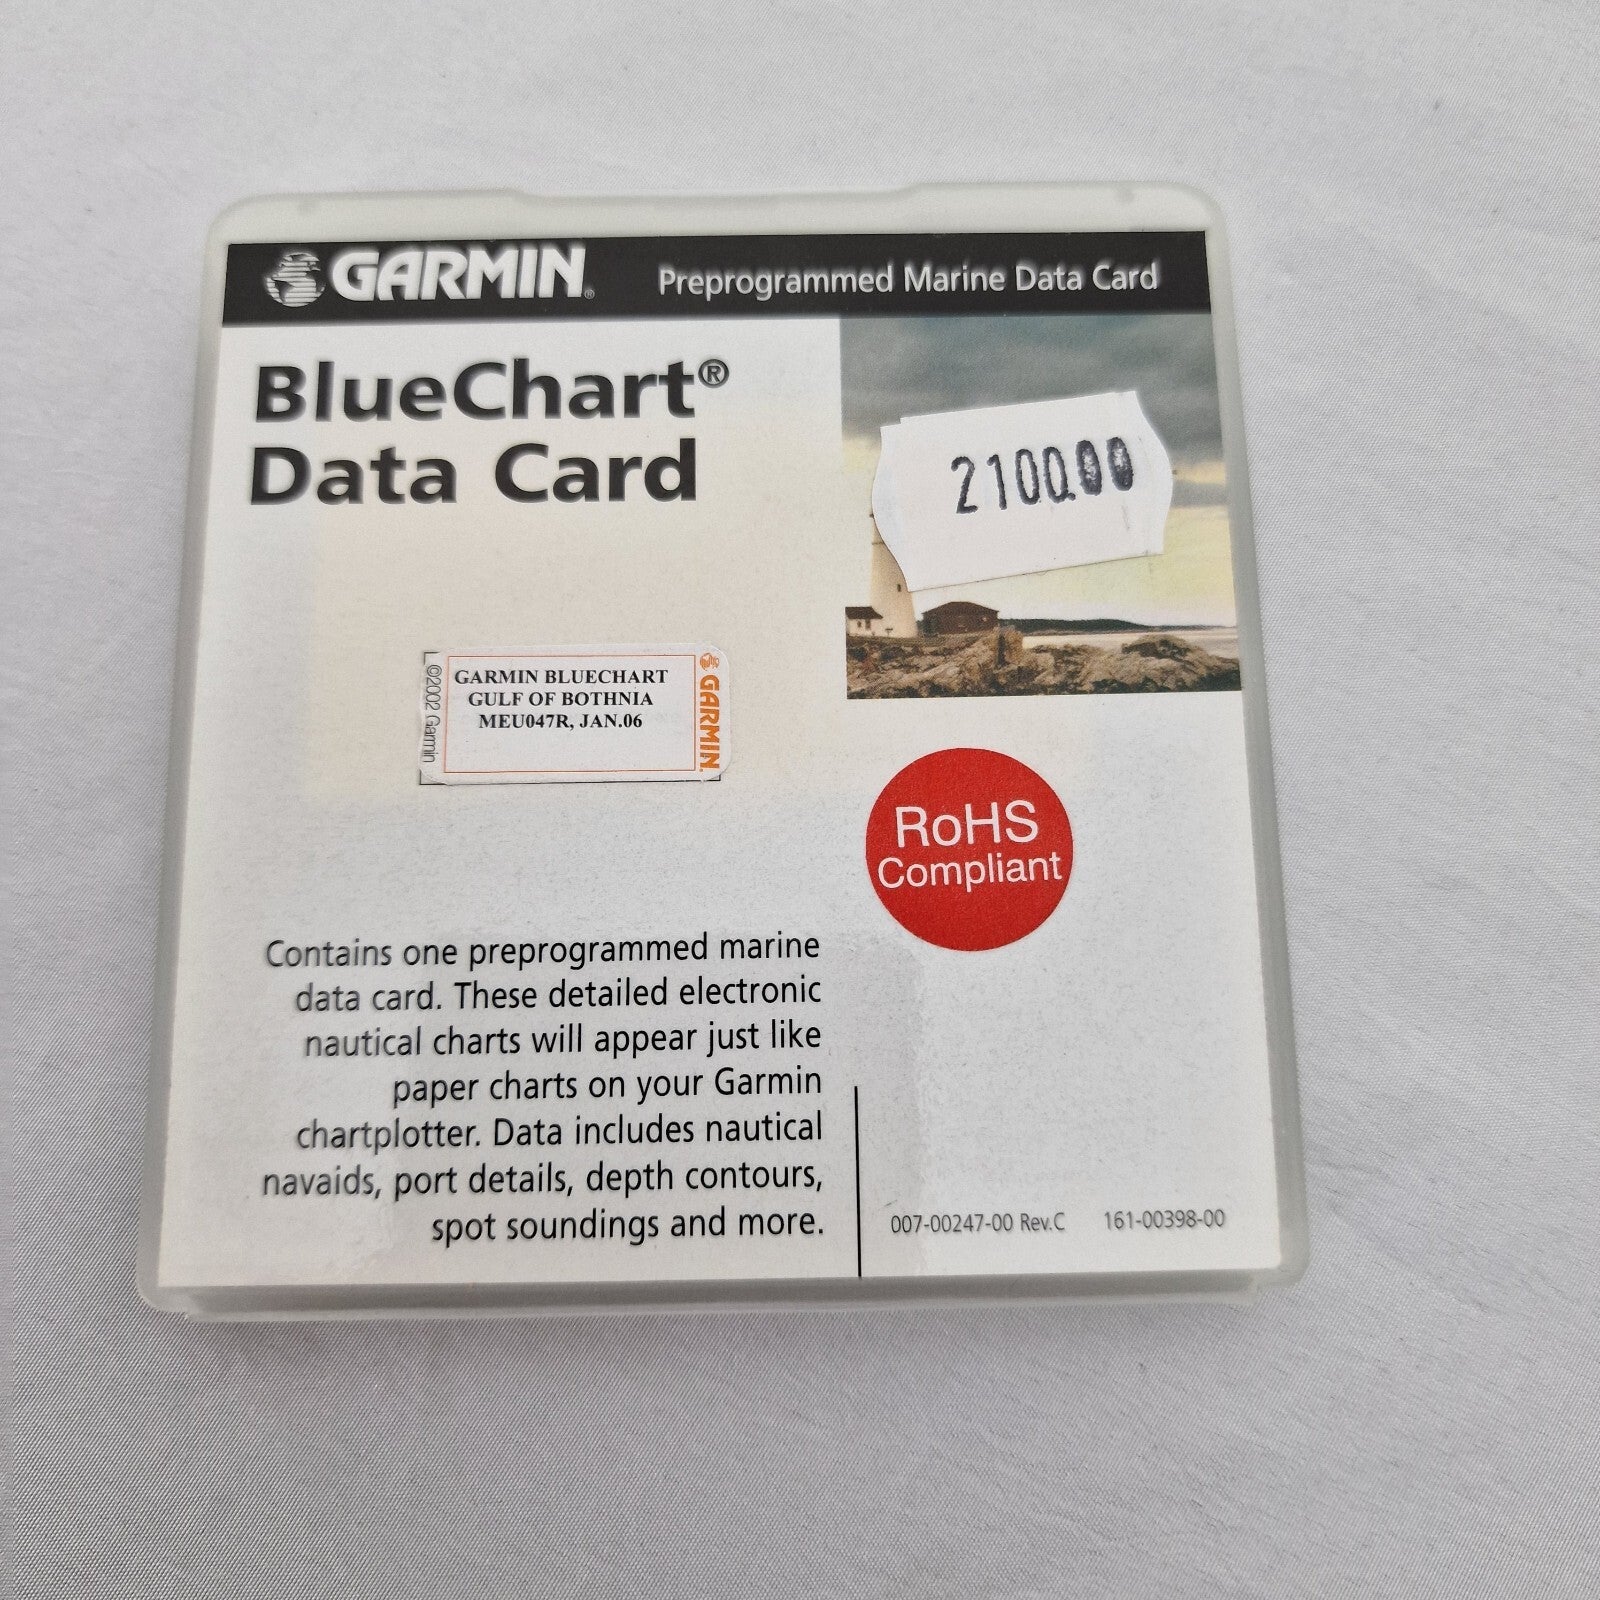 GARMIN®
Preprogrammed Marine Data Card
BlueChart®
Data Card
2100.00
©2002 Garmin
GARMIN BLUECHART
GULF OF BOTHNIA
MEU047R, JAN.06
GARMIN.
RoHS
Compliant
Contains one preprogrammed marine
data card. These detailed electronic
nautical charts will appear just like
paper charts on your Garmin
chartplotter. Data includes nautical
navaids, port details, depth contours,
spot soundings and more.
007-00247-00 Rev.C 161-00398-00